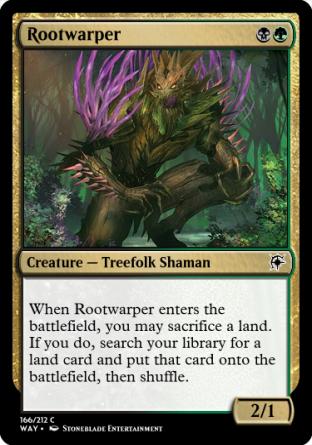 Rootwarper
Creature — Treefolk Shaman
When Rootwarper enters the
battlefield, you may sacrifice a land.
If you do, search your library for a
land card and put that card onto the
battlefield, then shuffle.
2/1
166/212 C
WAY • Stoneblade Entertainment